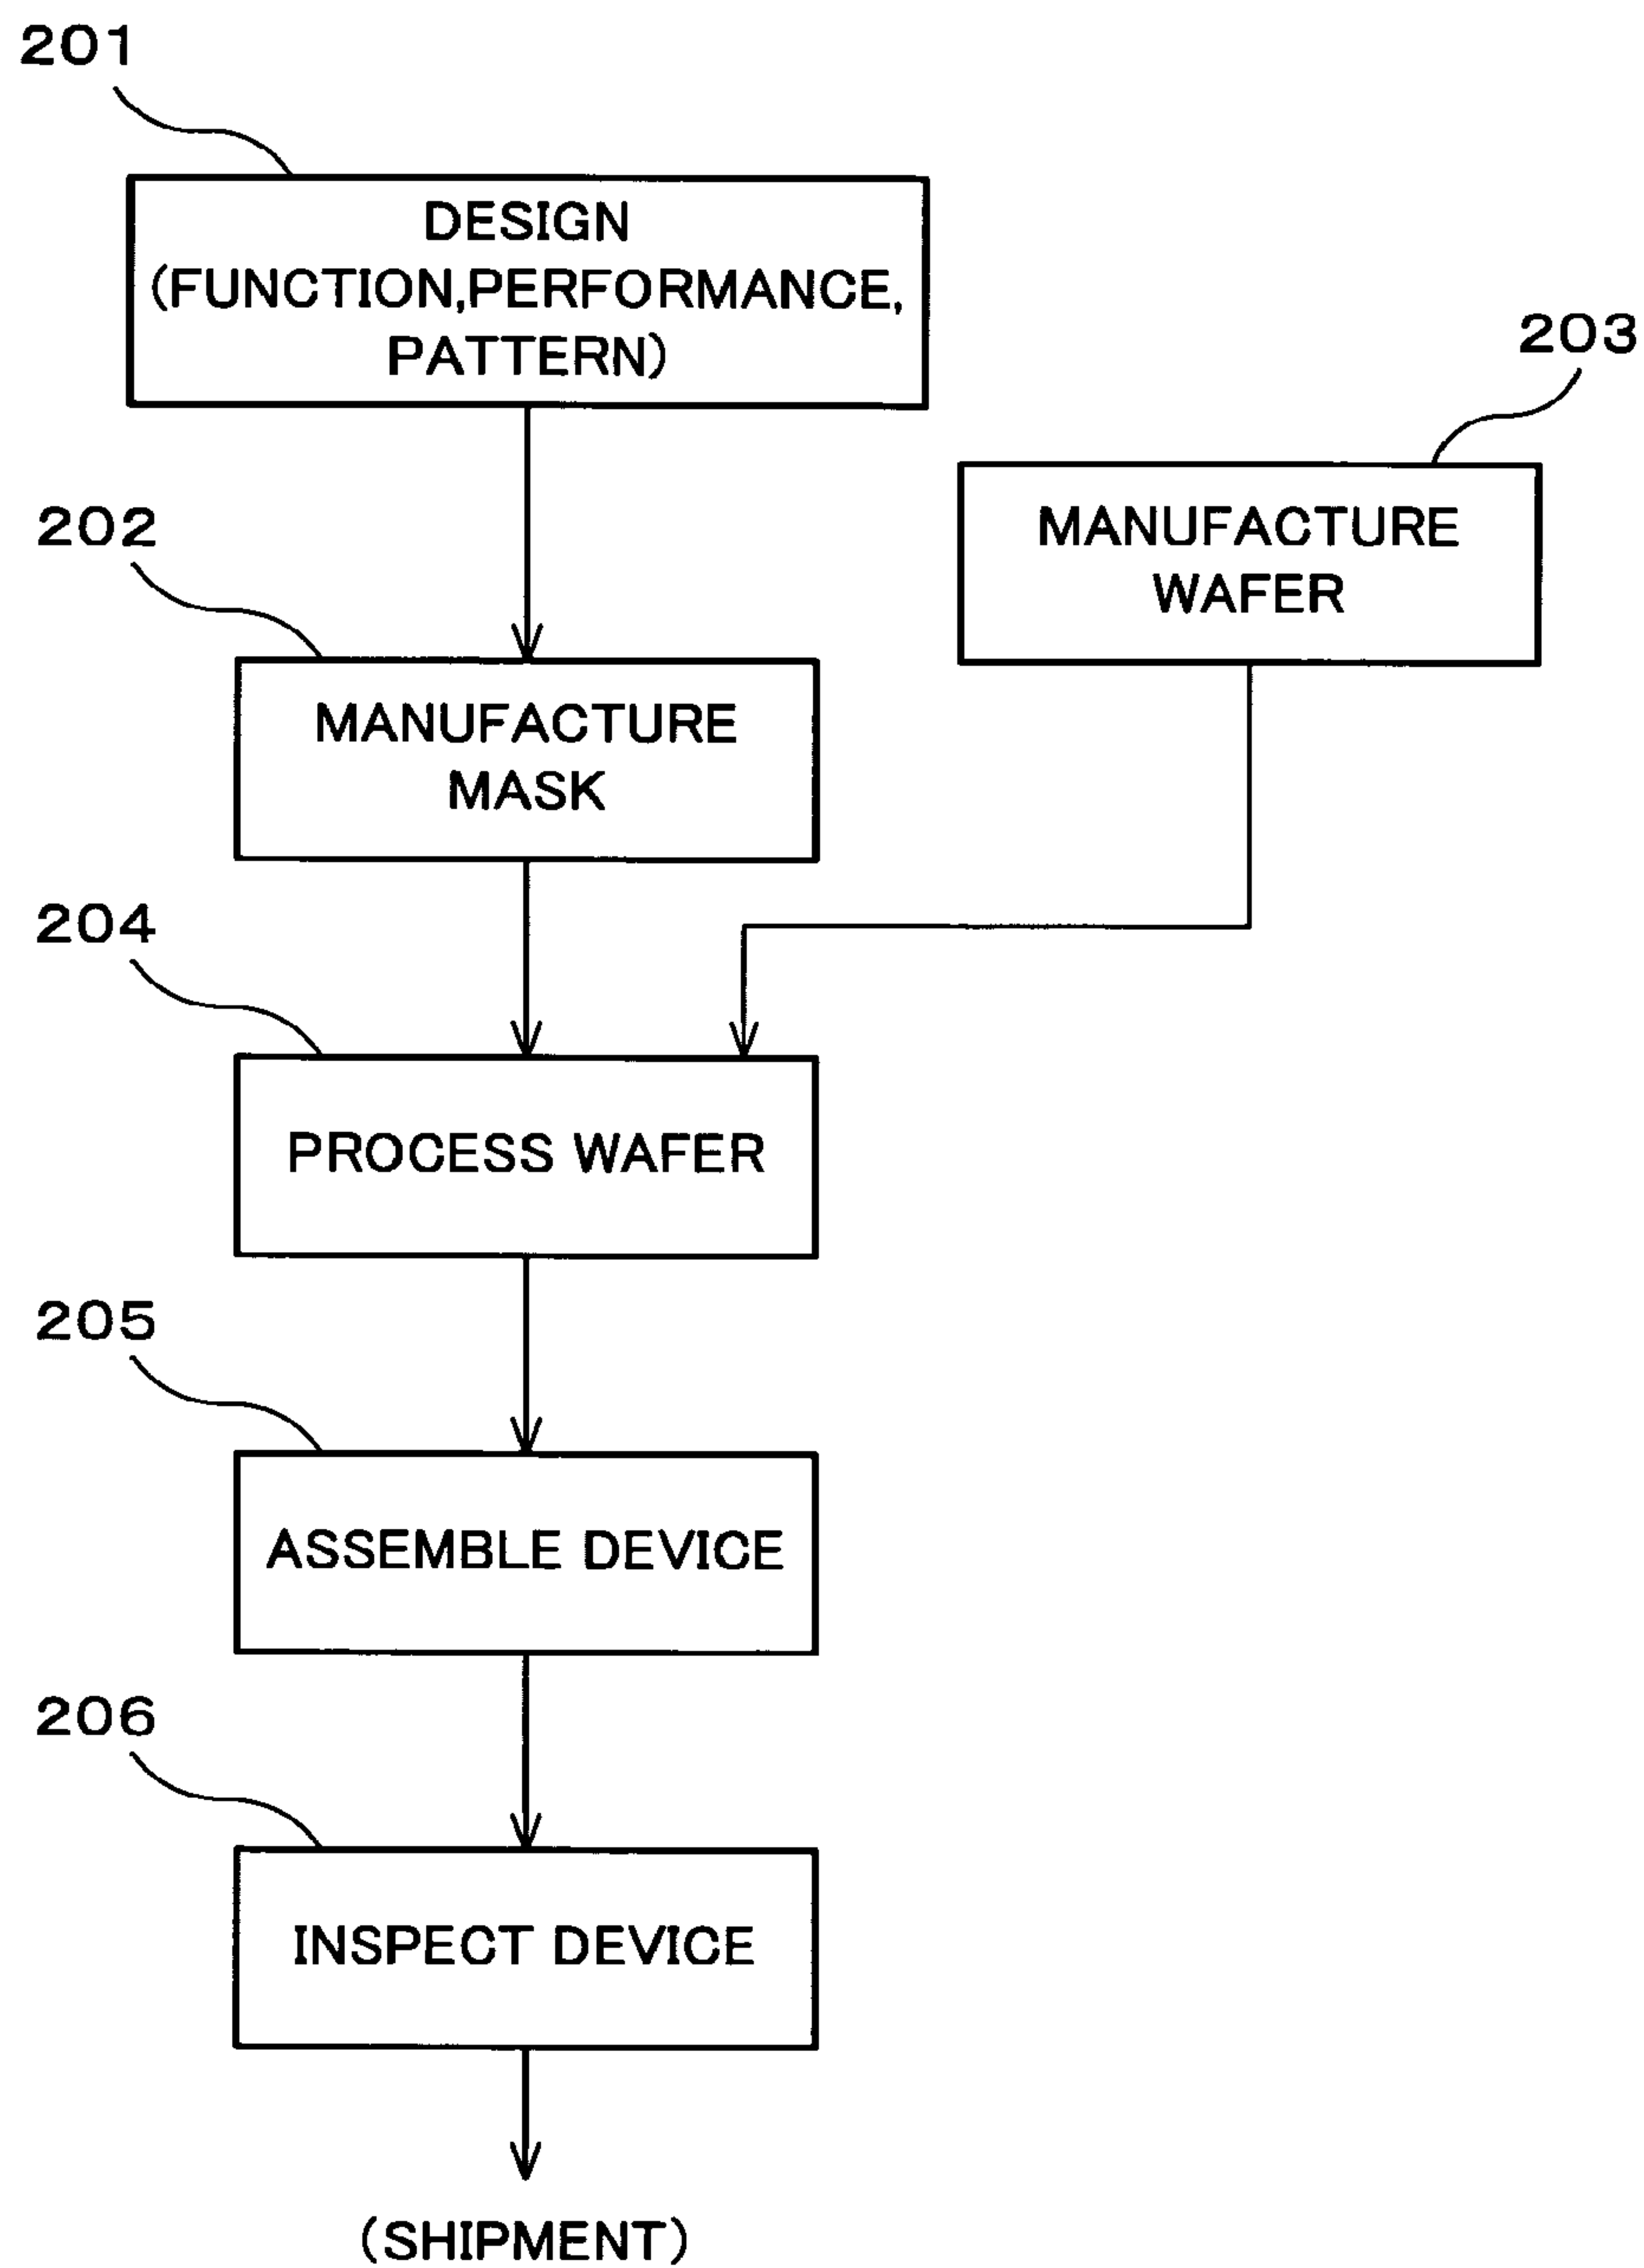 201
DESIGN
(FUNCTION,PERFORMANCE,
PATTERN)
203
MANUFACTURE
WAFER
202
MANUFACTURE
MASK
204
PROCESS WAFER
205
ASSEMBLE DEVICE
206
INSPECT DEVICE
(SHIPMENT)